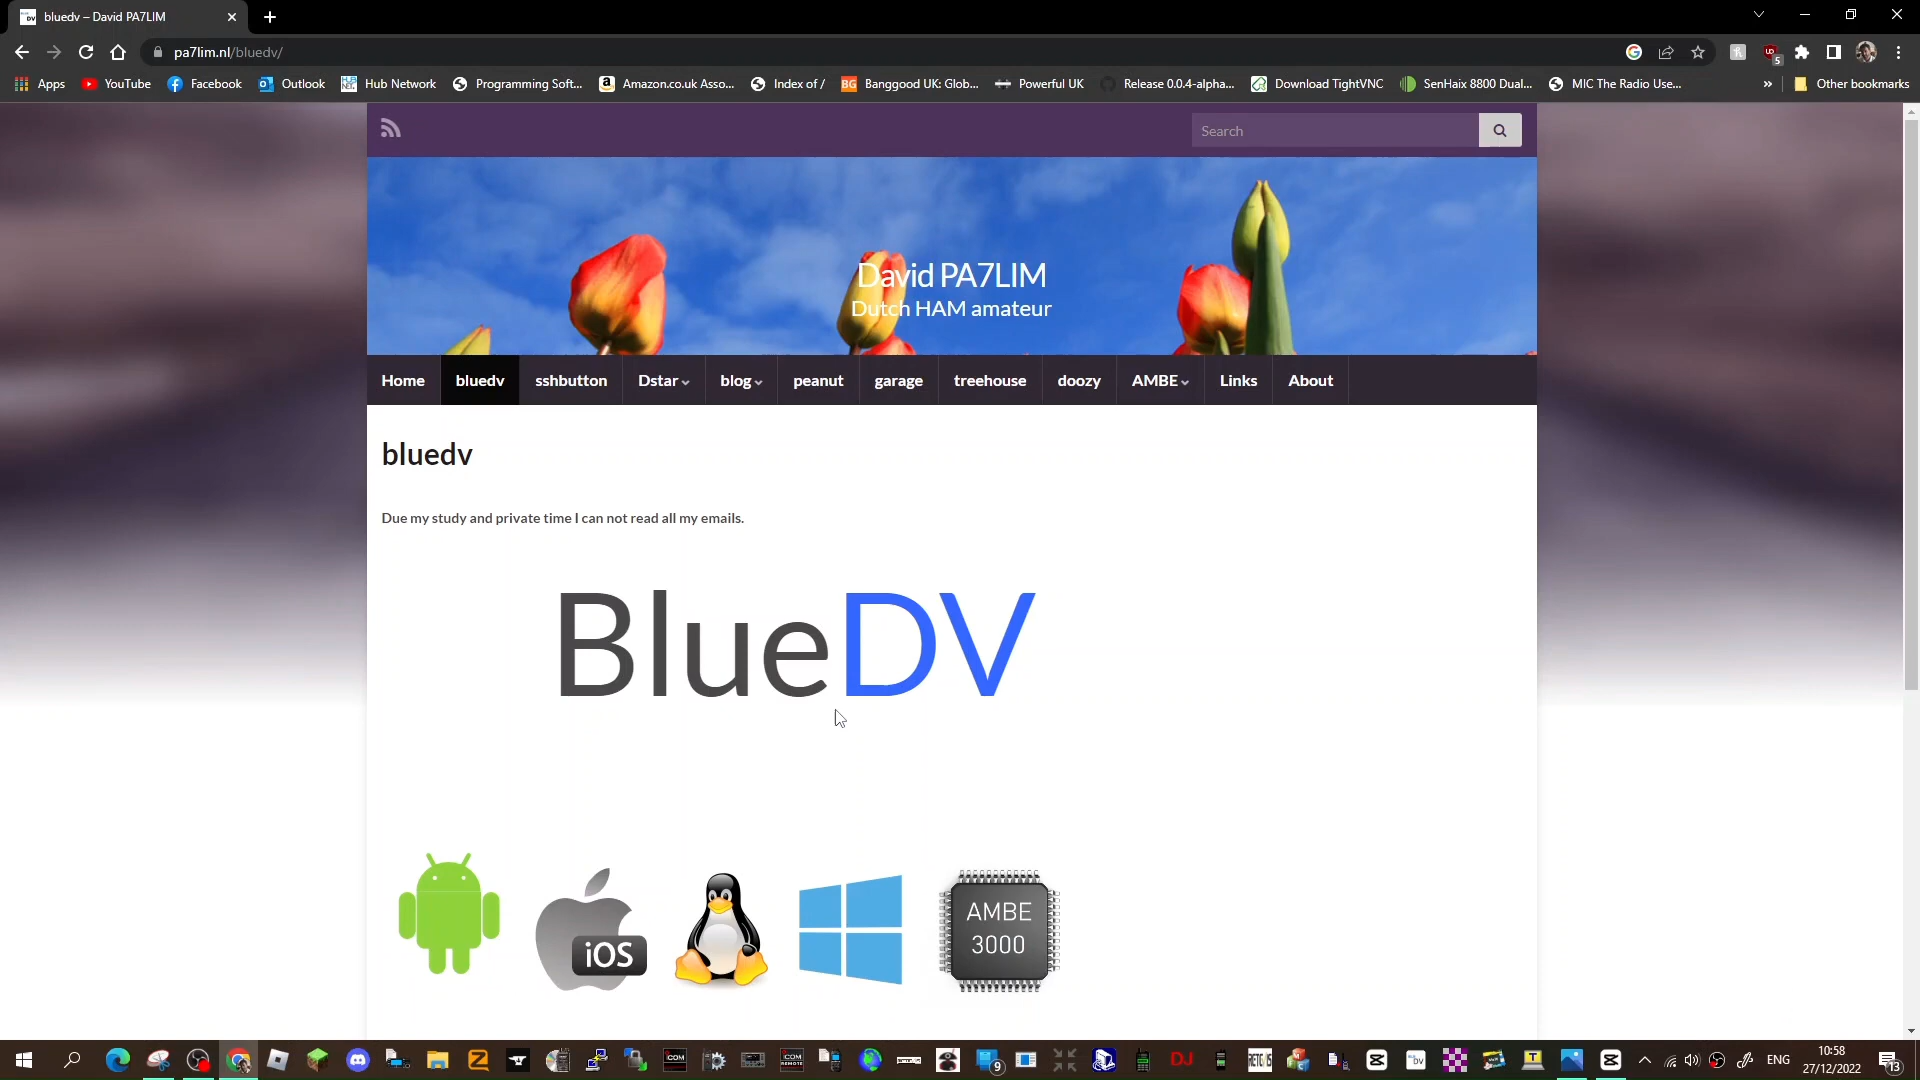 bluedv – David PA7LIM
pa7lim.nl/bluedv/
5
Apps YouTube Facebook Outlook Hub Network Programming Soft... Amazon.co.uk Asso... Index of / Banggood UK: Glob... Powerful UK Release 0.0.4-alpha... Download TightVNC SenHaix 8800 Dual... MIC The Radio Use... » Other bookmarks
Search
David PA7LIM
Dutch HAM amateur
Home bluedv sshbutton Dstar blog peanut garage treehouse doozy AMBE Links About
bluedv
Due my study and private time I can not read all my emails.
BlueDV
iOS
AMBE
3000
ENG
10:58
27/12/2022
13